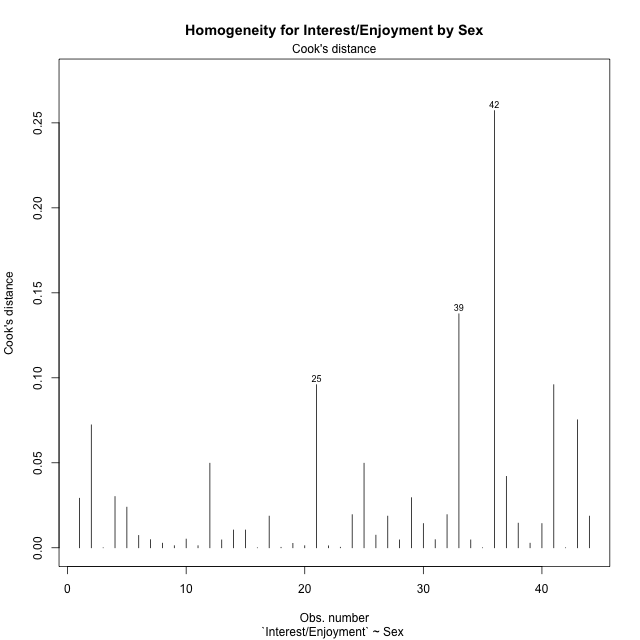 Homogeneity for Interest/Enjoyment by Sex
Cook's distance
Cook's distance
0.25
0.20
0.15
0.10
0.05
0.00
42
39
25
0 10 20 30 40
Obs. number
`Interest/Enjoyment` ~ Sex